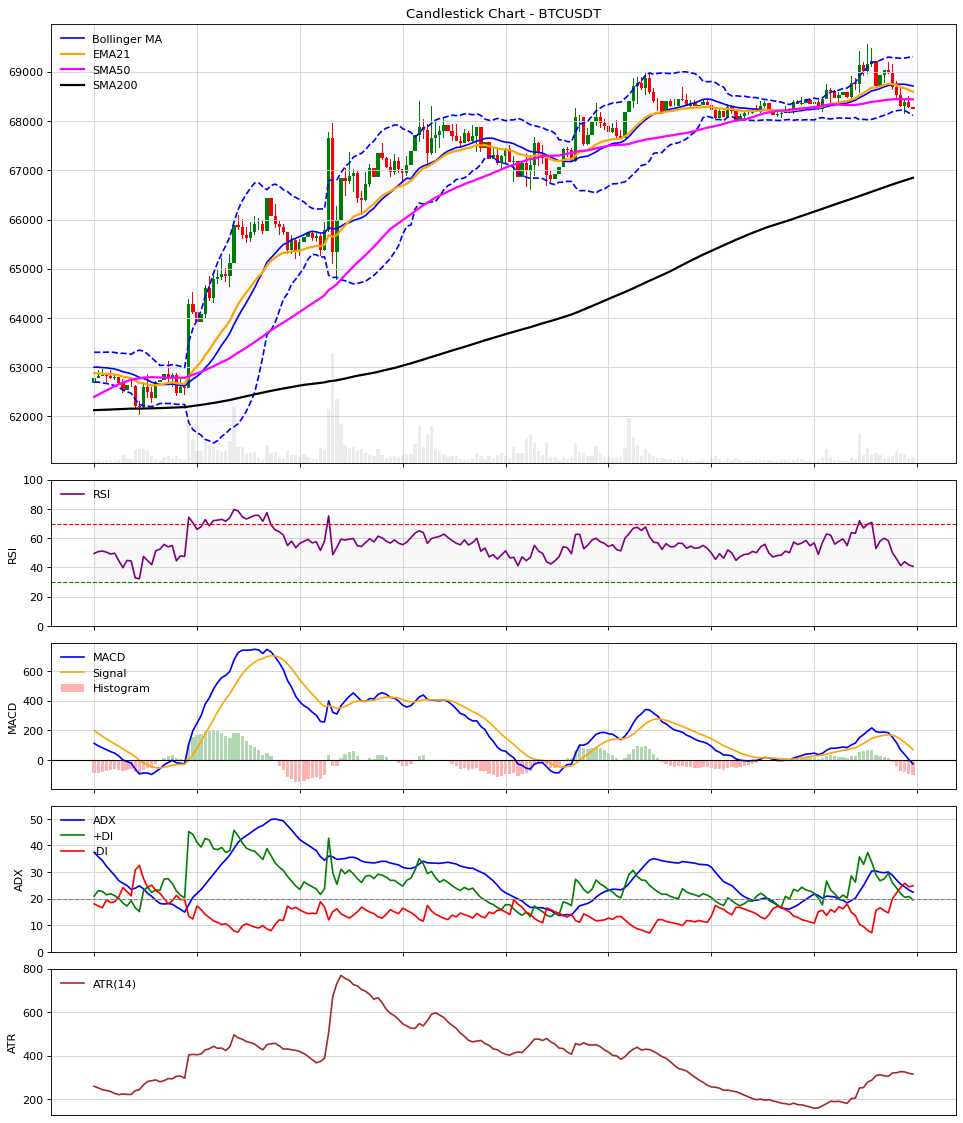 Candlestick Chart - BTCUSDT
Bollinger MA
EMA21
SMA50
SMA200
69000
68000
67000
66000
65000
64000
63000
62000
RSI
RSI
100
80
60
40
20
0
MACD
MACD
Signal
Histogram
600
400
200
0
ADX
ADX
+DI
-DI
50
40
30
20
10
0
ATR
ATR(14)
800
600
400
200